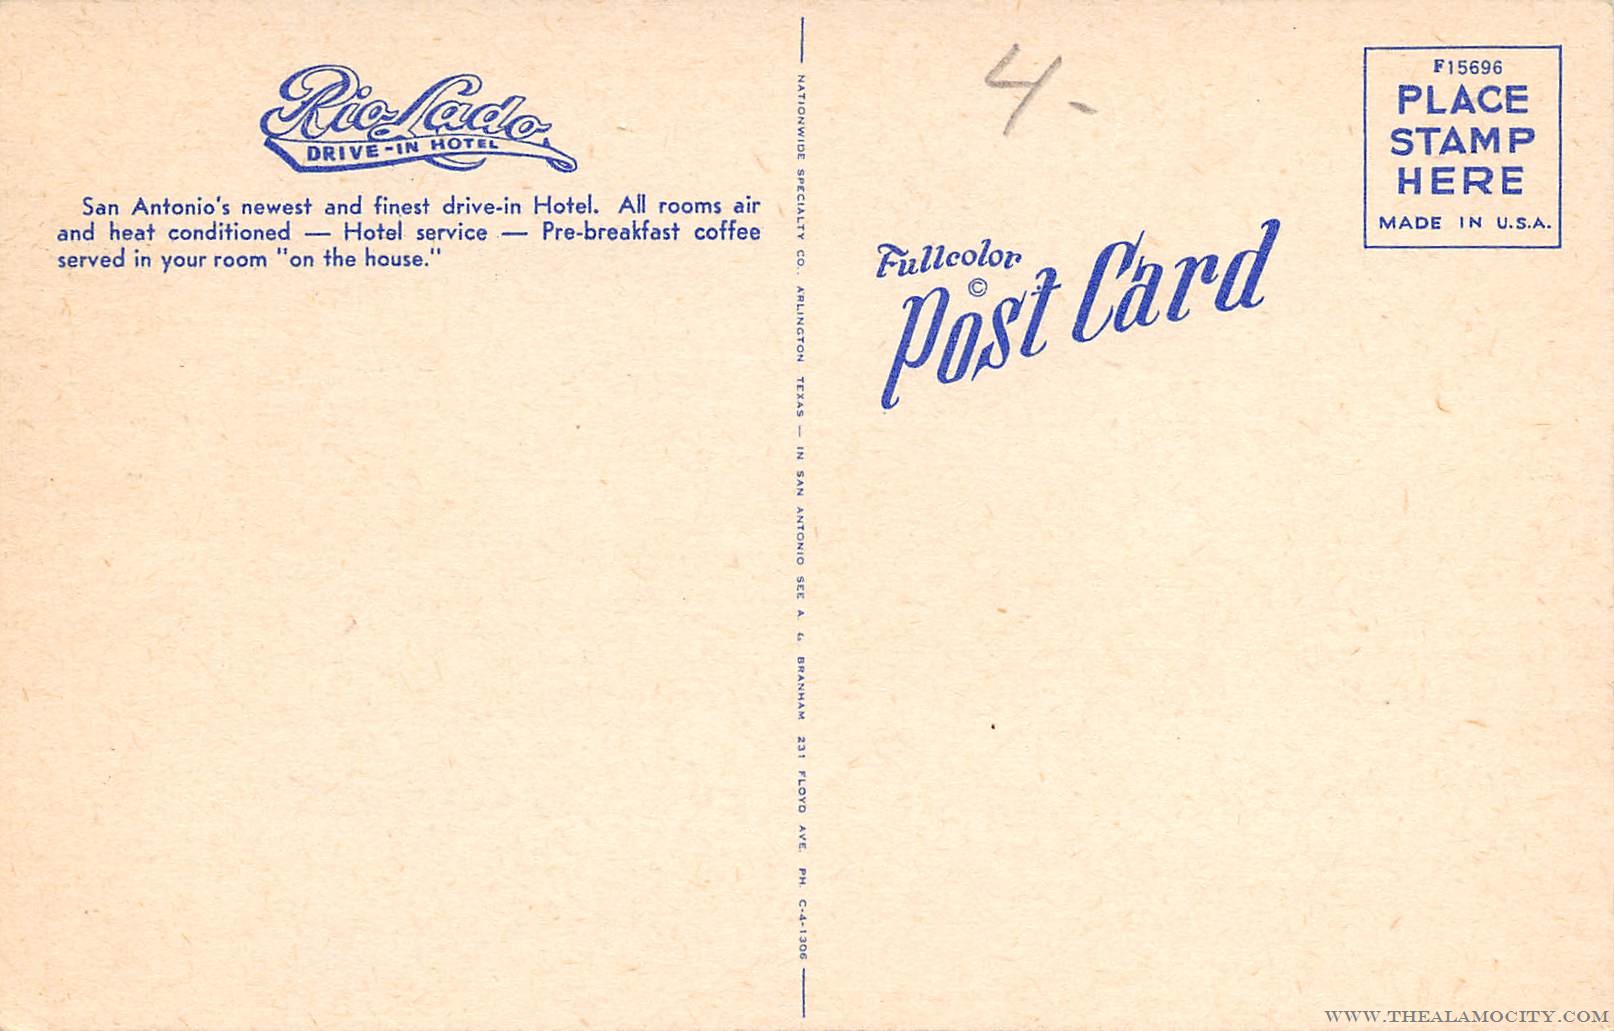 Rio Lado
DRIVE-IN HOTEL
San Antonio's newest and finest drive-in Hotel. All rooms air
and heat conditioned — Hotel service — Pre-breakfast coffee
served in your room "on the house."
NATIONWIDE SPECIALTY CO., ARLINGTON TEXAS — IN SAN ANTONIO SEE A. L. BRANHAM 231 FLOYD AVE. PH. C-4-1306
4-
F15696
PLACE
STAMP
HERE
MADE IN U.S.A.
Fullcolor
©
Post Card
WWW.THEALAMOCITY.COM